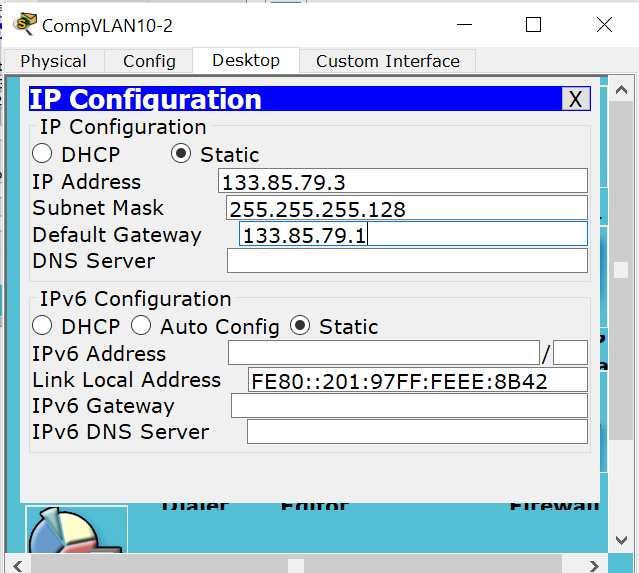 CompVLAN10-2
Physical Config Desktop Custom Interface
IP Configuration X
IP Configuration
DHCP Static
IP Address 133.85.79.3
Subnet Mask 255.255.255.128
Default Gateway 133.85.79.1
DNS Server
IPv6 Configuration
DHCP Auto Config Static
IPv6 Address /
Link Local Address FE80::201:97FF:FEEE:8B42
IPv6 Gateway
IPv6 DNS Server
Dialer Editor Firewall